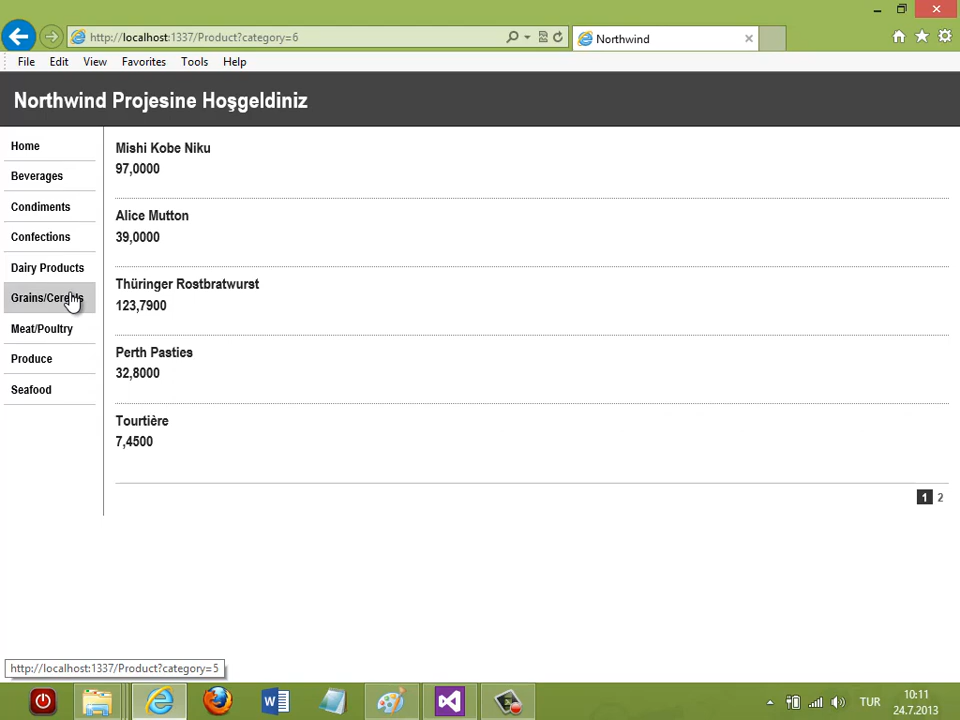 http://localhost:1337/Product?category=6
Northwind
File Edit View Favorites Tools Help
Northwind Projesine Hoşgeldiniz
Home
Beverages
Condiments
Confections
Dairy Products
Grains/Cereals
Meat/Poultry
Produce
Seafood
Mishi Kobe Niku
97,0000
Alice Mutton
39,0000
Thüringer Rostbratwurst
123,7900
Perth Pasties
32,8000
Tourtière
7,4500
1 2
http://localhost:1337/Product?category=5
TUR
10:11
24.7.2013